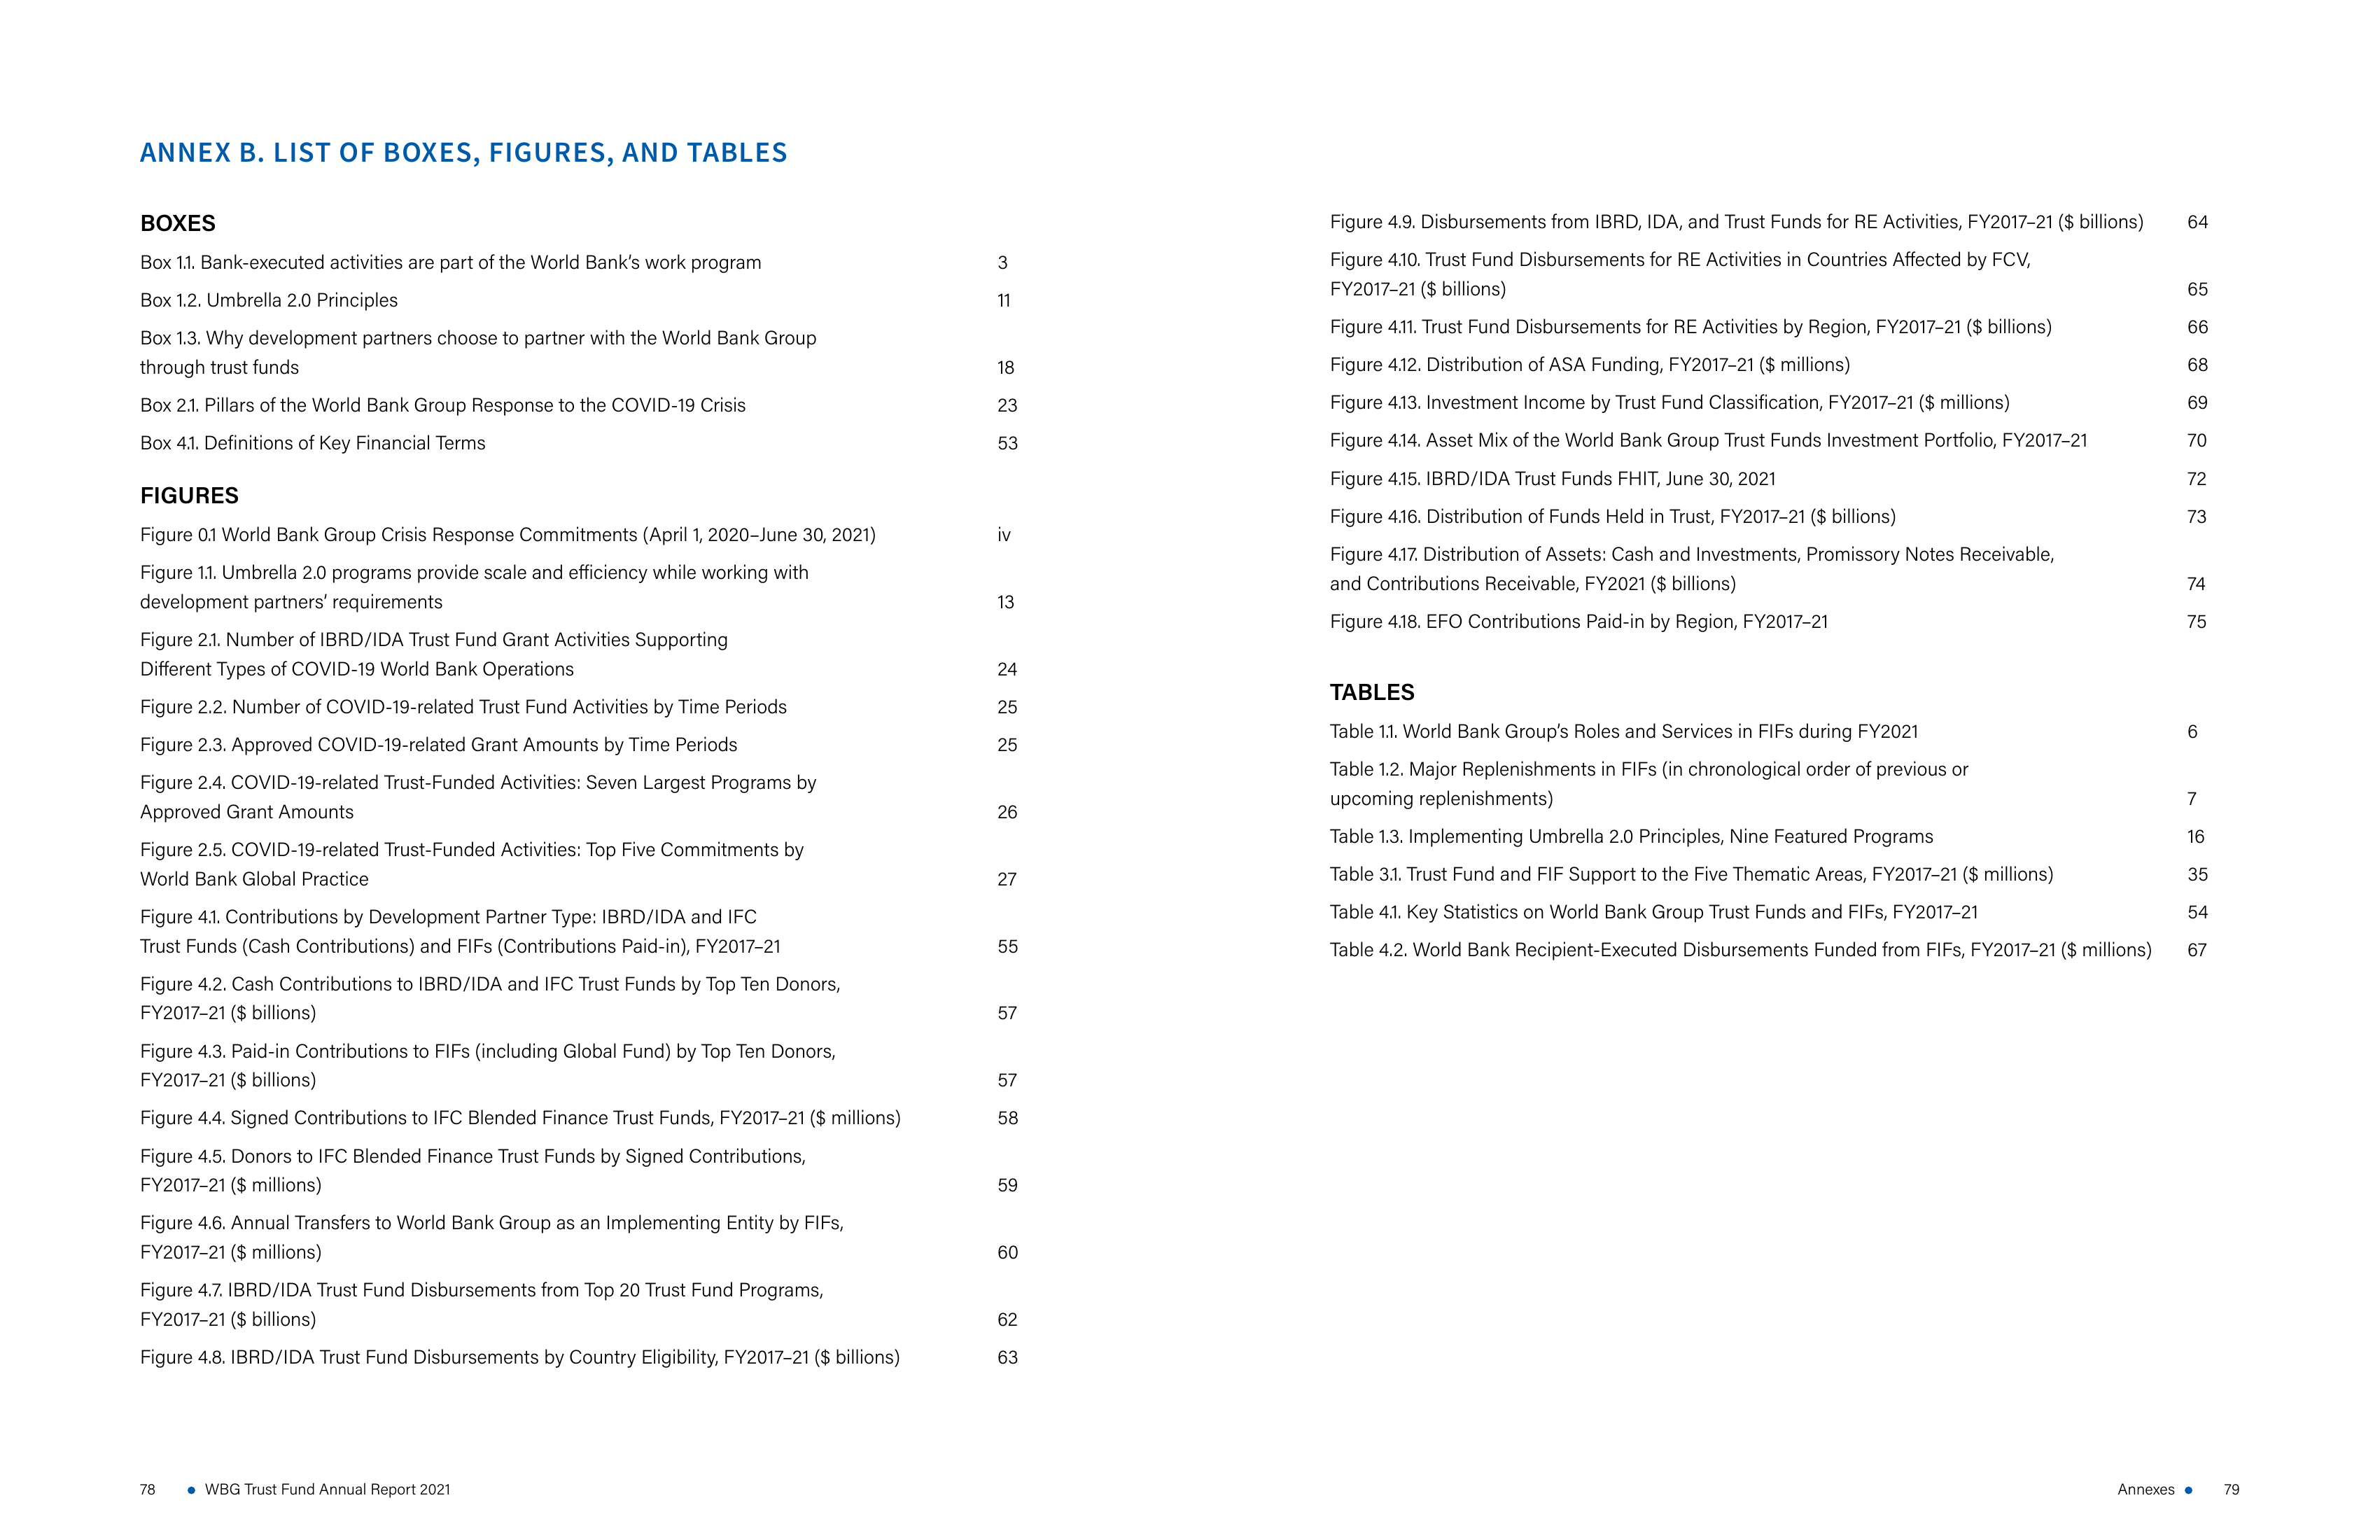 ANNEX B. LIST OF BOXES, FIGURES, AND TABLES
BOXES
Box 1.1. Bank-executed activities are part of the World Bank's work program 3
Box 1.2. Umbrella 2.0 Principles 11
Box 1.3. Why development partners choose to partner with the World Bank Group
through trust funds 18
Box 2.1. Pillars of the World Bank Group Response to the COVID-19 Crisis 23
Box 4.1. Definitions of Key Financial Terms 53
FIGURES
Figure 0.1 World Bank Group Crisis Response Commitments (April 1, 2020–June 30, 2021) iv
Figure 1.1. Umbrella 2.0 programs provide scale and efficiency while working with
development partners' requirements 13
Figure 2.1. Number of IBRD/IDA Trust Fund Grant Activities Supporting
Different Types of COVID-19 World Bank Operations 24
Figure 2.2. Number of COVID-19-related Trust Fund Activities by Time Periods 25
Figure 2.3. Approved COVID-19-related Grant Amounts by Time Periods 25
Figure 2.4. COVID-19-related Trust-Funded Activities: Seven Largest Programs by
Approved Grant Amounts 26
Figure 2.5. COVID-19-related Trust-Funded Activities: Top Five Commitments by
World Bank Global Practice 27
Figure 4.1. Contributions by Development Partner Type: IBRD/IDA and IFC
Trust Funds (Cash Contributions) and FIFs (Contributions Paid-in), FY2017–21 55
Figure 4.2. Cash Contributions to IBRD/IDA and IFC Trust Funds by Top Ten Donors,
FY2017–21 ($ billions) 57
Figure 4.3. Paid-in Contributions to FIFs (including Global Fund) by Top Ten Donors,
FY2017–21 ($ billions) 57
Figure 4.4. Signed Contributions to IFC Blended Finance Trust Funds, FY2017–21 ($ millions) 58
Figure 4.5. Donors to IFC Blended Finance Trust Funds by Signed Contributions,
FY2017–21 ($ millions) 59
Figure 4.6. Annual Transfers to World Bank Group as an Implementing Entity by FIFs,
FY2017–21 ($ millions) 60
Figure 4.7. IBRD/IDA Trust Fund Disbursements from Top 20 Trust Fund Programs,
FY2017–21 ($ billions) 62
Figure 4.8. IBRD/IDA Trust Fund Disbursements by Country Eligibility, FY2017–21 ($ billions) 63
78 • WBG Trust Fund Annual Report 2021
Figure 4.9. Disbursements from IBRD, IDA, and Trust Funds for RE Activities, FY2017–21 ($ billions) 64
Figure 4.10. Trust Fund Disbursements for RE Activities in Countries Affected by FCV,
FY2017–21 ($ billions) 65
Figure 4.11. Trust Fund Disbursements for RE Activities by Region, FY2017–21 ($ billions) 66
Figure 4.12. Distribution of ASA Funding, FY2017–21 ($ millions) 68
Figure 4.13. Investment Income by Trust Fund Classification, FY2017–21 ($ millions) 69
Figure 4.14. Asset Mix of the World Bank Group Trust Funds Investment Portfolio, FY2017–21 70
Figure 4.15. IBRD/IDA Trust Funds FHIT, June 30, 2021 72
Figure 4.16. Distribution of Funds Held in Trust, FY2017–21 ($ billions) 73
Figure 4.17. Distribution of Assets: Cash and Investments, Promissory Notes Receivable,
and Contributions Receivable, FY2021 ($ billions) 74
Figure 4.18. EFO Contributions Paid-in by Region, FY2017–21 75
TABLES
Table 1.1. World Bank Group's Roles and Services in FIFs during FY2021 6
Table 1.2. Major Replenishments in FIFs (in chronological order of previous or
upcoming replenishments) 7
Table 1.3. Implementing Umbrella 2.0 Principles, Nine Featured Programs 16
Table 3.1. Trust Fund and FIF Support to the Five Thematic Areas, FY2017–21 ($ millions) 35
Table 4.1. Key Statistics on World Bank Group Trust Funds and FIFs, FY2017–21 54
Table 4.2. World Bank Recipient-Executed Disbursements Funded from FIFs, FY2017–21 ($ millions) 67
Annexes • 79